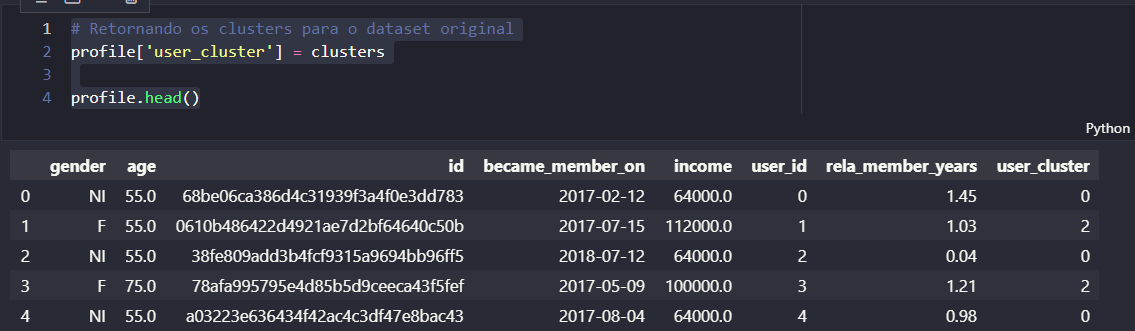 1 # Retornando os clusters para o dataset original
2 profile['user_cluster'] = clusters
3
4 profile.head()
Python
gender age id became_member_on income user_id rela_member_years user_cluster
0 NI 55.0 68be06ca386d4c31939f3a4f0e3dd783 2017-02-12 64000.0 0 1.45 0
1 F 55.0 0610b486422d4921ae7d2bf64640c50b 2017-07-15 112000.0 1 1.03 2
2 NI 55.0 38fe809add3b4fcf9315a9694bb96ff5 2018-07-12 64000.0 2 0.04 0
3 F 75.0 78afa995795e4d85b5d9ceeca43f5fef 2017-05-09 100000.0 3 1.21 2
4 NI 55.0 a03223e636434f42ac4c3df47e8bac43 2017-08-04 64000.0 4 0.98 0